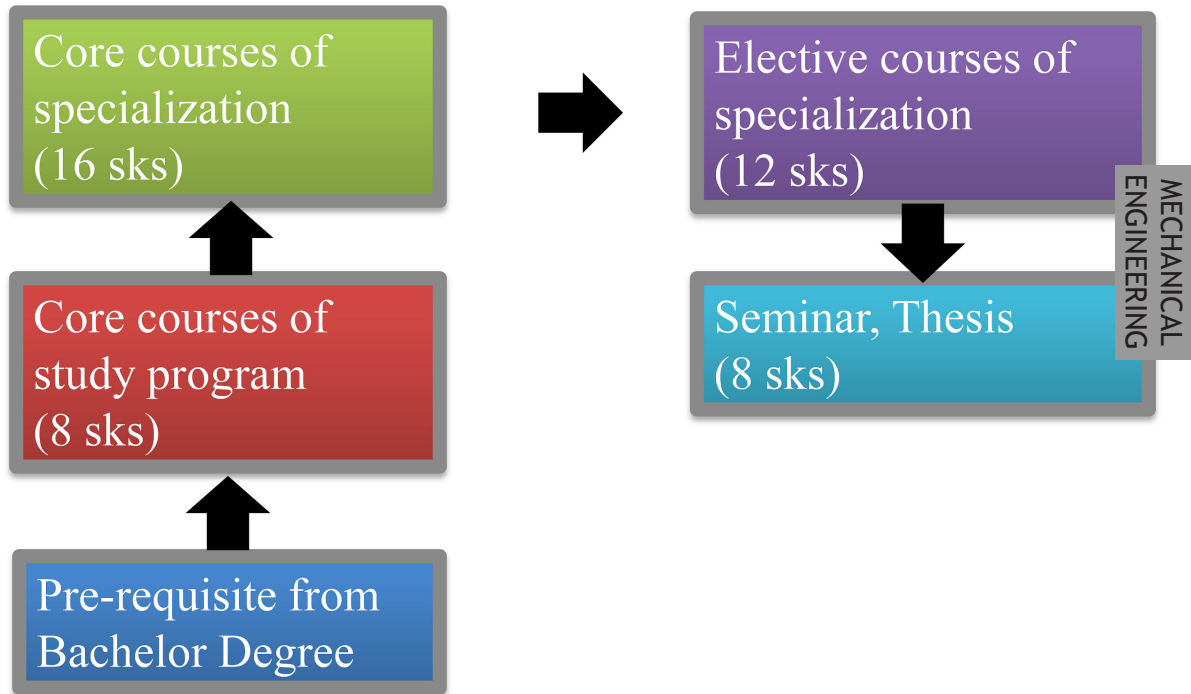 Core courses of
specialization
(16 sks)
Elective courses of
specialization
(12 sks)
MECHANICAL
ENGINEERING
Core courses of
study program
(8 sks)
Seminar, Thesis
(8 sks)
Pre-requisite from
Bachelor Degree